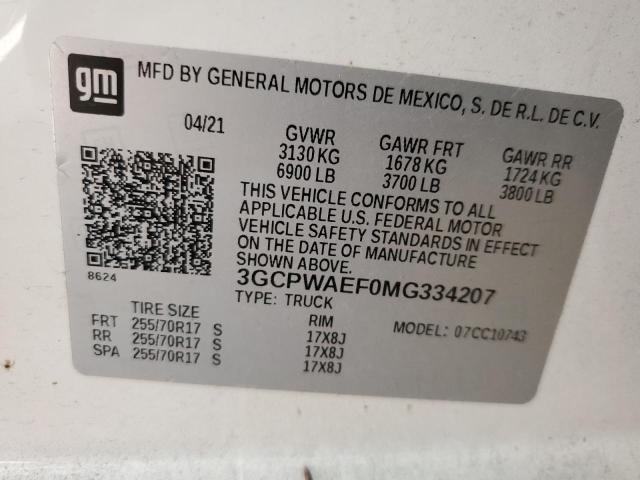 gm
MFD BY GENERAL MOTORS DE MEXICO, S. DE R.L. DE C.V.
04/21 GVWR GAWR FRT GAWR RR
3130 KG 1678 KG 1724 KG
6900 LB 3700 LB 3800 LB
THIS VEHICLE CONFORMS TO ALL
APPLICABLE U.S. FEDERAL MOTOR
VEHICLE SAFETY STANDARDS IN EFFECT
ON THE DATE OF MANUFACTURE
SHOWN ABOVE.
8624
3GCPWAEF0MG334207
TYPE: TRUCK
MODEL: 07CC10743
TIRE SIZE RIM
FRT 255/70R17 S 17X8J
RR 255/70R17 S 17X8J
SPA 255/70R17 S 17X8J